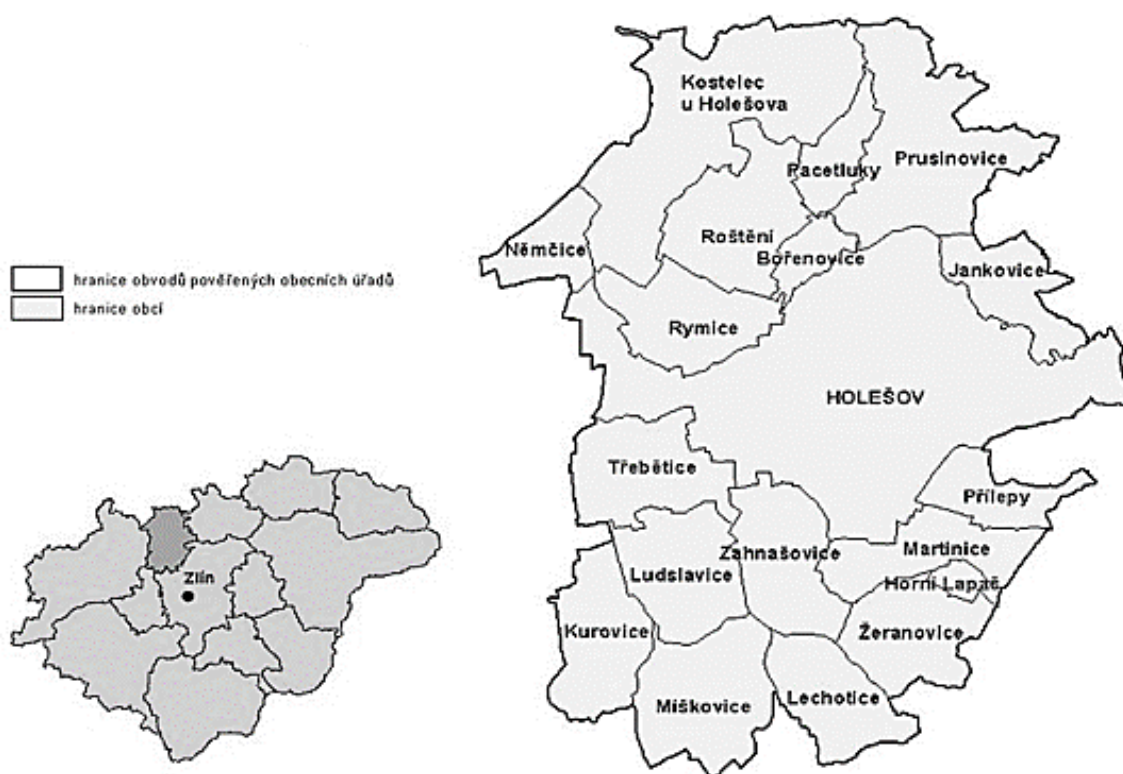 Kostelec
u Holešova
Pacetluky
Prusinovice
Roštění
Němčice
Bořenovice
Jankovice
Rymice
hranice obvodů pověřených obecních úřadů
hranice obcí
HOLEŠOV
Třebětice
Přílepy
Martinice
Zahnašovice
Ludslavice
Zlín
Horní Lapač
Kurovice
Žeranovice
Míškovice
Lechotice